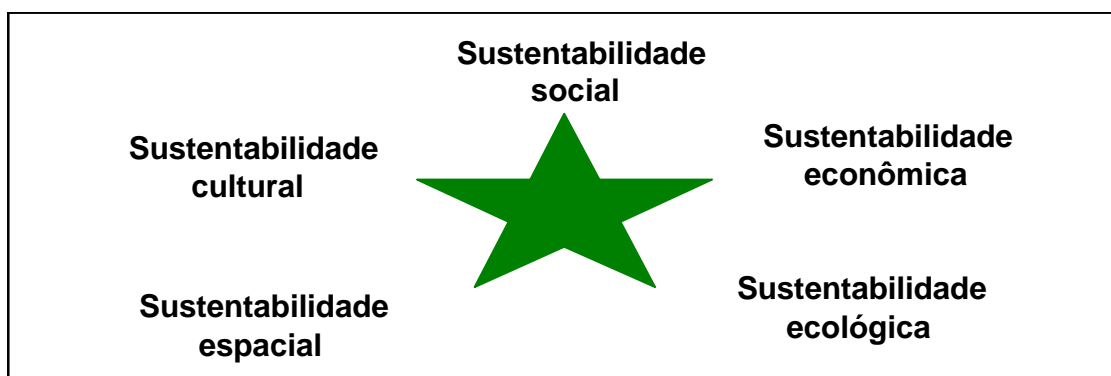 Sustentabilidade
social
Sustentabilidade
cultural
Sustentabilidade
econômica
Sustentabilidade
espacial
Sustentabilidade
ecológica